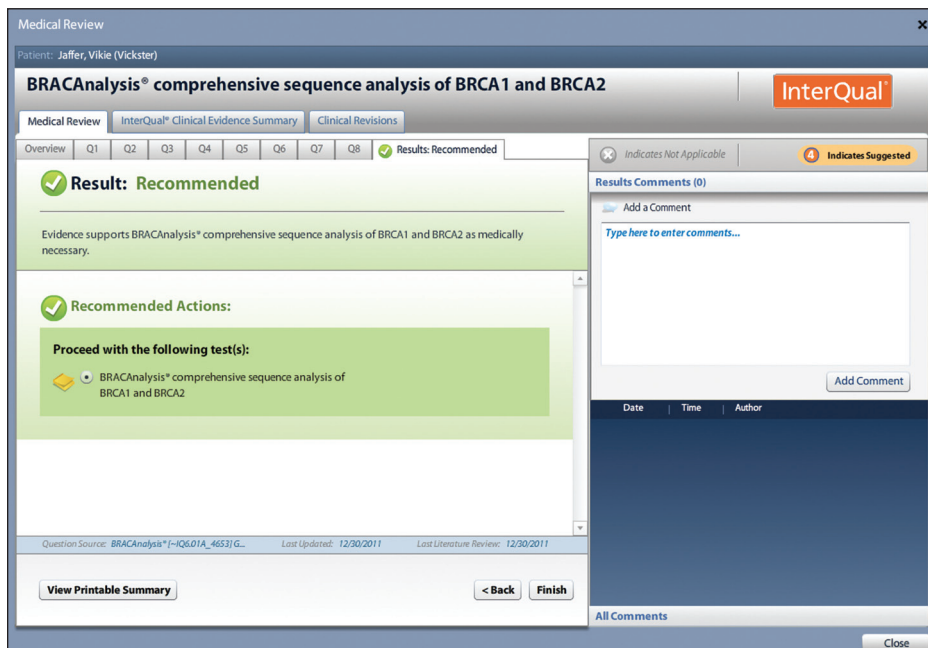 Medical Review
×
Patient: Jaffer, Vikie (Vickster)
BRACAnalysis® comprehensive sequence analysis of BRCA1 and BRCA2
InterQual®
Medical Review
InterQual® Clinical Evidence Summary
Clinical Revisions
Overview
Q1
Q2
Q3
Q4
Q5
Q6
Q7
Q8
Results: Recommended
Result: Recommended
Evidence supports BRACAnalysis® comprehensive sequence analysis of BRCA1 and BRCA2 as medically
necessary.
Recommended Actions:
Proceed with the following test(s):
BRACAnalysis® comprehensive sequence analysis of
BRCA1 and BRCA2
Question Source: BRACAnalysis® [~IQ6.01A_4653] G...
Last Updated: 12/30/2011
Last Literature Review: 12/30/2011
View Printable Summary
< Back
Finish
Indicates Not Applicable
4
Indicates Suggested
Results Comments (0)
Add a Comment
Type here to enter comments...
Add Comment
Date
Time
Author
All Comments
Close